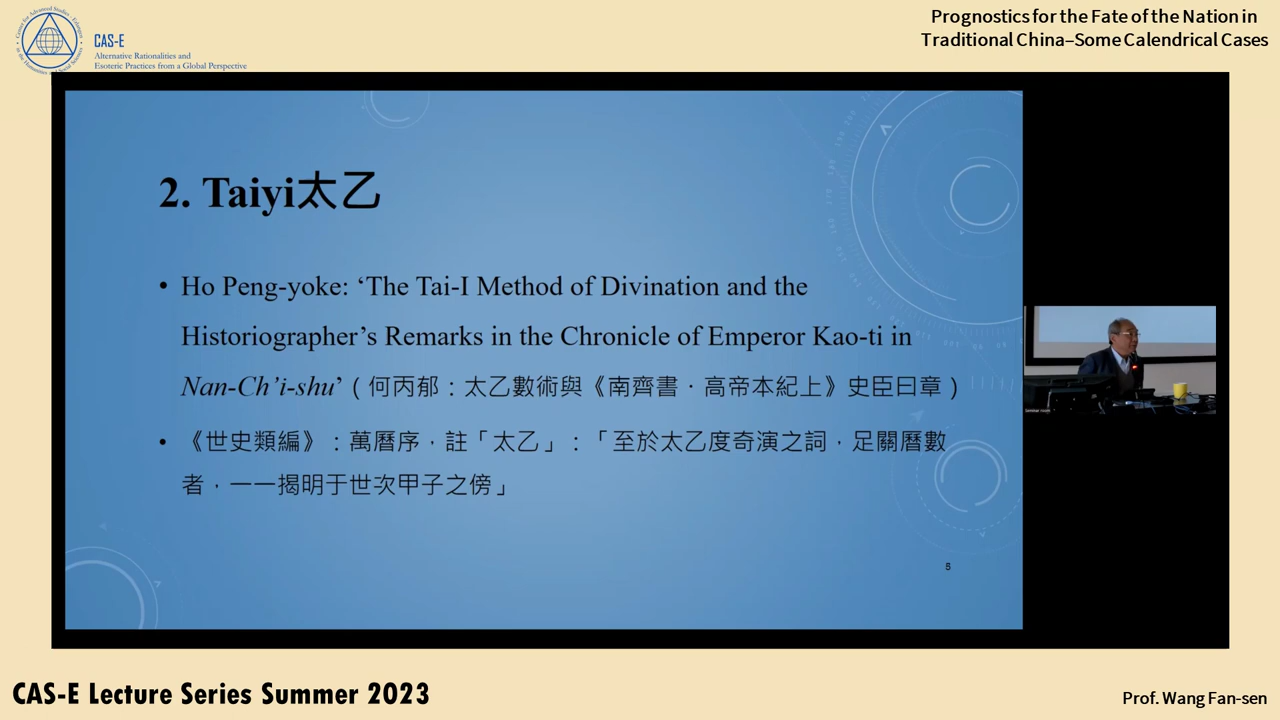 CAS-E
Alternative Rationalities and
Esoteric Practices from a Global Perspective
Prognostics for the Fate of the Nation in
Traditional China–Some Calendrical Cases
2. Taiyi太乙
• Ho Peng-yoke: ‘The Tai-I Method of Divination and the
Historiographer’s Remarks in the Chronicle of Emperor Kao-ti in
Nan-Ch’i-shu’（何丙郁：太乙數術與《南齊書．高帝本紀上》史臣曰章）
• 《世史類編》：萬曆序，註「太乙」：「至於太乙度奇演之詞，足關曆數
者，一一揭明于世次甲子之傍」
5
CAS-E Lecture Series Summer 2023
Prof. Wang Fan-sen